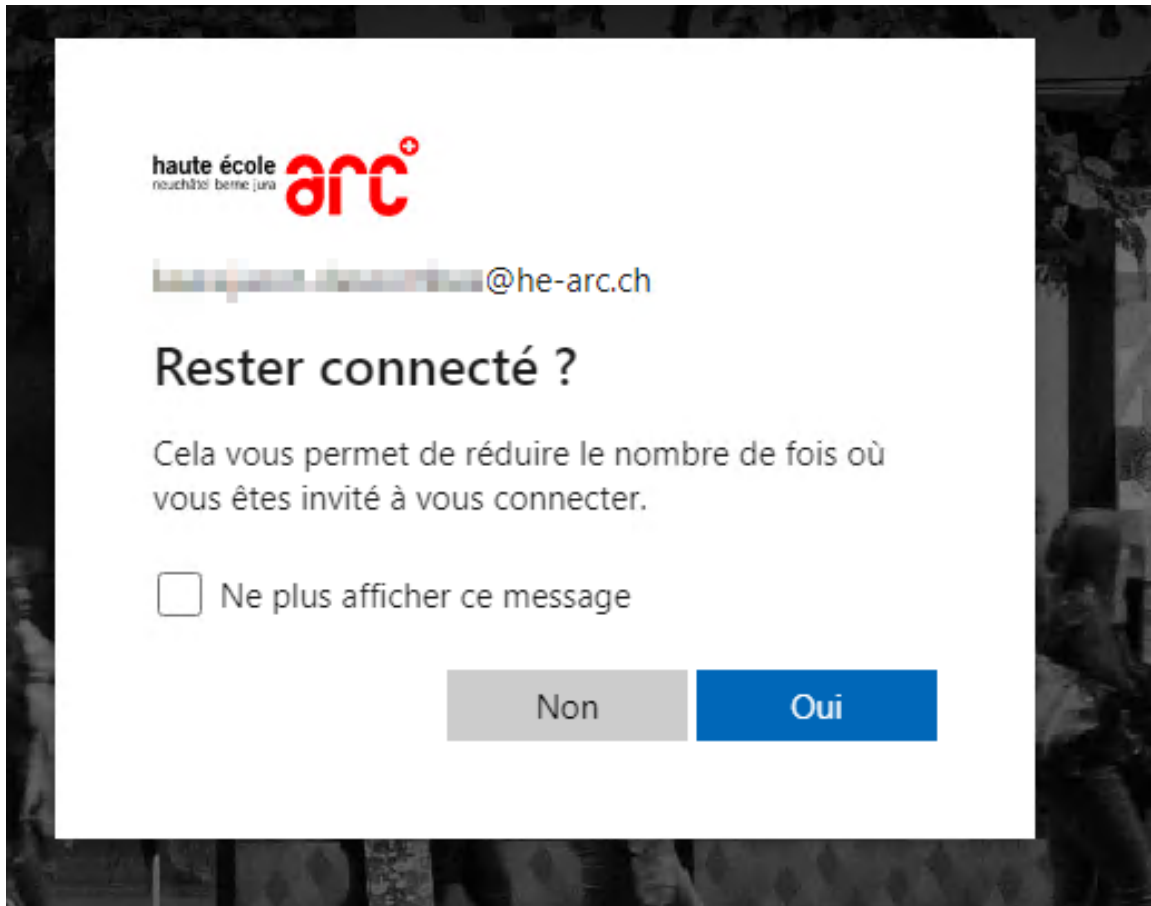 haute école
neuchâtel berne jura
arc
@he-arc.ch
Rester connecté ?
Cela vous permet de réduire le nombre de fois où
vous êtes invité à vous connecter.
Ne plus afficher ce message
Non
Oui